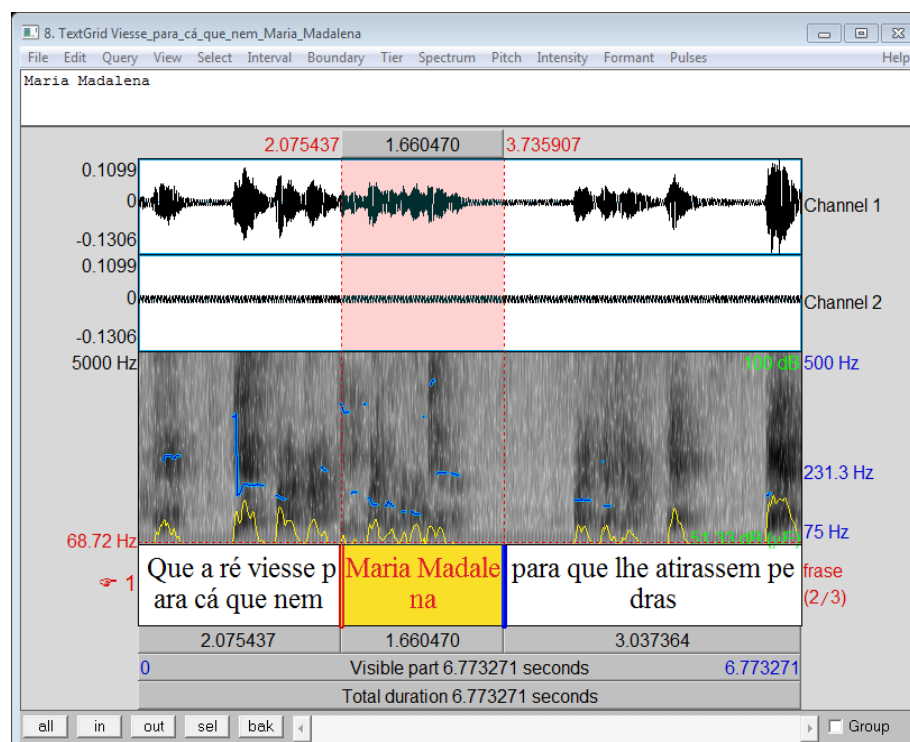 8. TextGrid Viesse_para_cá_que_nem_Maria_Madalena
File Edit Query View Select Interval Boundary Tier Spectrum Pitch Intensity Formant Pulses Help
Maria Madalena
2.075437 1.660470 3.735907
0.1099
0
-0.1306
Channel 1
0.1099
0
-0.1306
Channel 2
5000 Hz 100 dB 500 Hz
231.3 Hz
68.72 Hz 75 Hz
1
Que a ré viesse p
ara cá que nem
Maria Madale
na
para que lhe atirassem pe
dras
frase
(2/3)
2.075437 1.660470 3.037364
0 Visible part 6.773271 seconds 6.773271
Total duration 6.773271 seconds
all in out sel bak Group